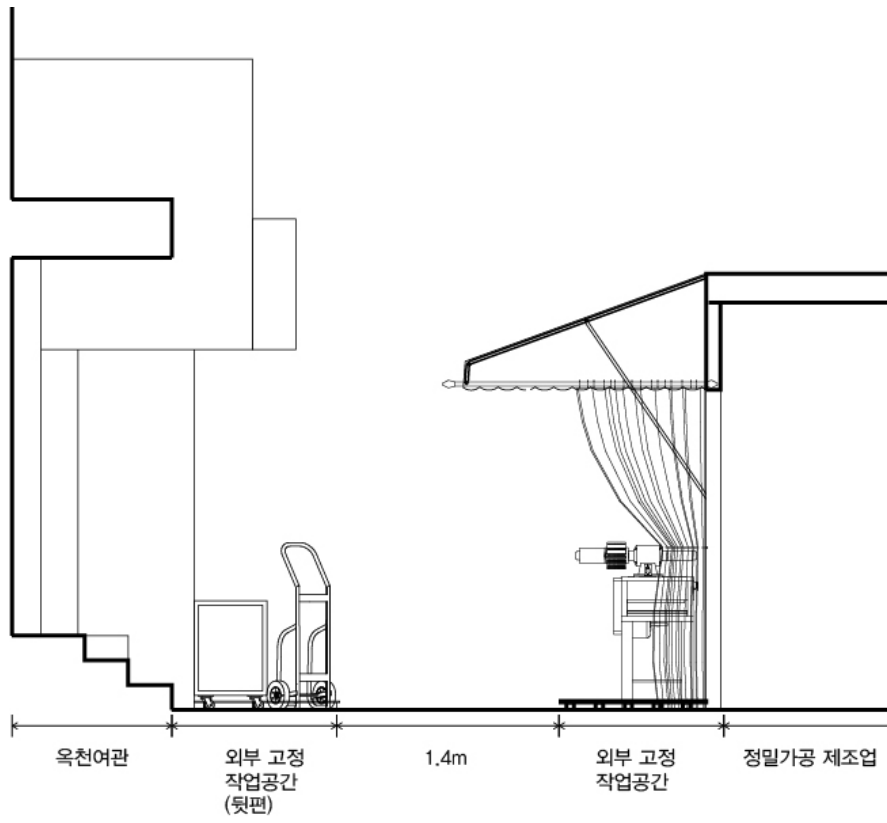 옥천여관
외부 고정
작업공간
(뒷편)
1.4m
외부 고정
작업공간
정밀가공 제조업